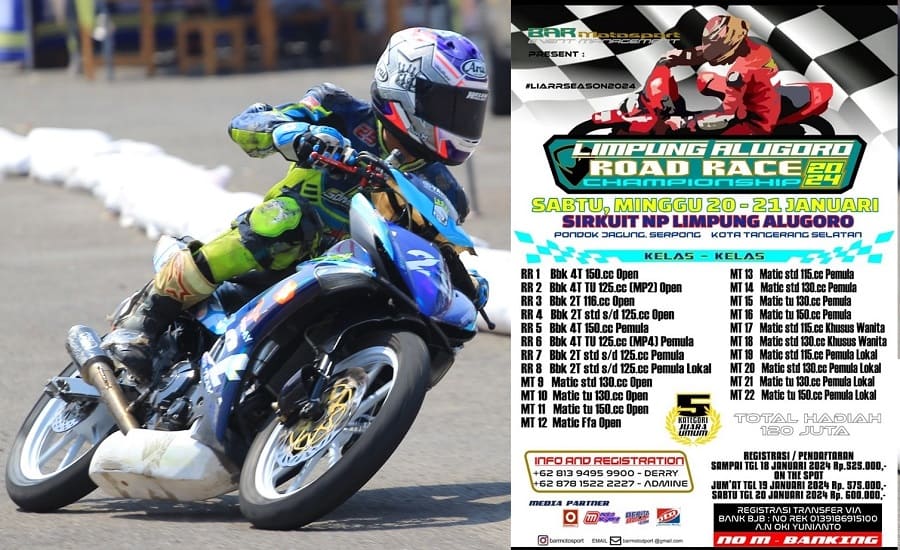 Arai
2
BAR Motosport
EVENT MANAGEMENT
PRESENT :
#LIARRSEASON2024
LIMPUNG ALUGORO
ROAD RACE 2024
CHAMPIONSHIP
SABTU, MINGGU 20 - 21 JANUARI
SIRKUIT NP LIMPUNG ALUGORO
PONDOK JAGUNG, SERPONG KOTA TANGERANG SELATAN
KELAS - KELAS
RR 1 Bbk 4T 150.cc Open
RR 2 Bbk 4T TU 125.cc (MP2) Open
RR 3 Bbk 2T 116.cc Open
RR 4 Bbk 2T std s/d 125.cc Open
RR 5 Bbk 4T 150.cc Pemula
RR 6 Bbk 4T TU 125.cc (MP4) Pemula
RR 7 Bbk 2T std s/d 125.cc Pemula
RR 8 Bbk 2T std s/d 125.cc Pemula Lokal
MT 9 Matic std 130.cc Open
MT 10 Matic tu 130.cc Open
MT 11 Matic tu 150.cc Open
MT 12 Matic Ffa Open
MT 13 Matic std 115.cc Pemula
MT 14 Matic std 130.cc Pemula
MT 15 Matic tu 130.cc Pemula
MT 16 Matic tu 150.cc Pemula
MT 17 Matic std 115.cc Khusus Wanita
MT 18 Matic std 130.cc Khusus Wanita
MT 19 Matic std 115.cc Pemula Lokal
MT 20 Matic std 130.cc Pemula Lokal
MT 21 Matic tu 130.cc Pemula Lokal
MT 22 Matic tu 150.cc Pemula Lokal
5
KATEGORI
JUARA
UMUM
TOTAL HADIAH
120 JUTA
INFO AND REGISTRATION
+62 813 9495 9900 - DERRY
+62 878 1522 2227 - ADMINE
REGISTRASI / PENDAFTARAN
SAMPAI TGL 18 JANUARI 2024 Rp.525.000,-
ON THE SPOT
JUM'AT TGL 19 JANUARI 2024 Rp. 575.000,-
SABTU TGL 20 JANUARI 2024 Rp. 600.000,-
REGISTRASI TRANSFER VIA
BANK BJB : NO REK 0139186915100
A.N OKI YUNIANTO
NO M - BANKING
MEDIA PARTNER
barmotosport EMAIL barmotosport @gmail.com